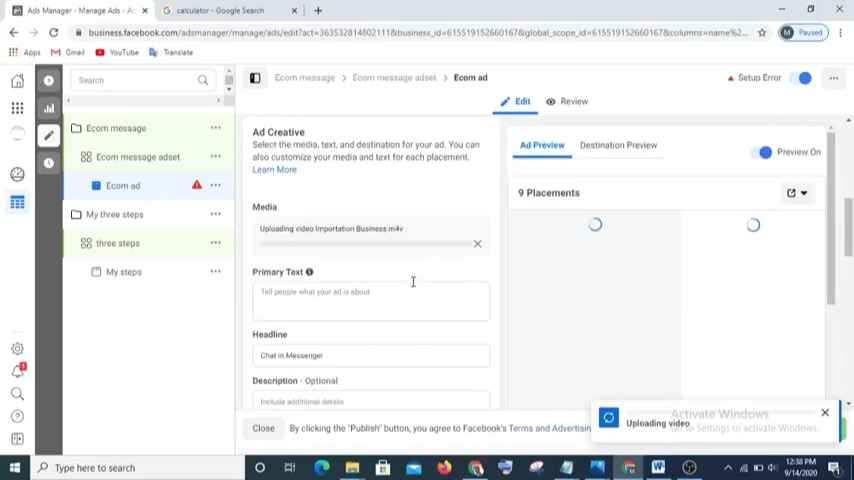 Ads Manager - Manage Ads - Ac
calculator - Google Search
business.facebook.com/adsmanager/manage/ads/edit?act=363532814802111&business_id=615519152660167&global_scope_id=615519152660167&columns=name%2...
M Paused
Apps
Gmail
YouTube
Translate
Search
Ecom message
Ecom message adset
Ecom ad
Setup Error
Edit
Review
Ecom message
Ecom message adset
Ecom ad
My three steps
three steps
My steps
Ad Creative
Select the media, text, and destination for your ad. You can
also customize your media and text for each placement.
Learn More
Media
Uploading video Importation Business.m4v
Primary Text
Tell people what your ad is about
Headline
Chat in Messenger
Description · Optional
Include additional details
Ad Preview
Destination Preview
Preview On
9 Placements
Close
By clicking the "Publish" button, you agree to Facebook's Terms and Advertisin
Uploading video
Activate Windows
Go to Settings to activate Windows.
Type here to search
12:38 PM
9/14/2020